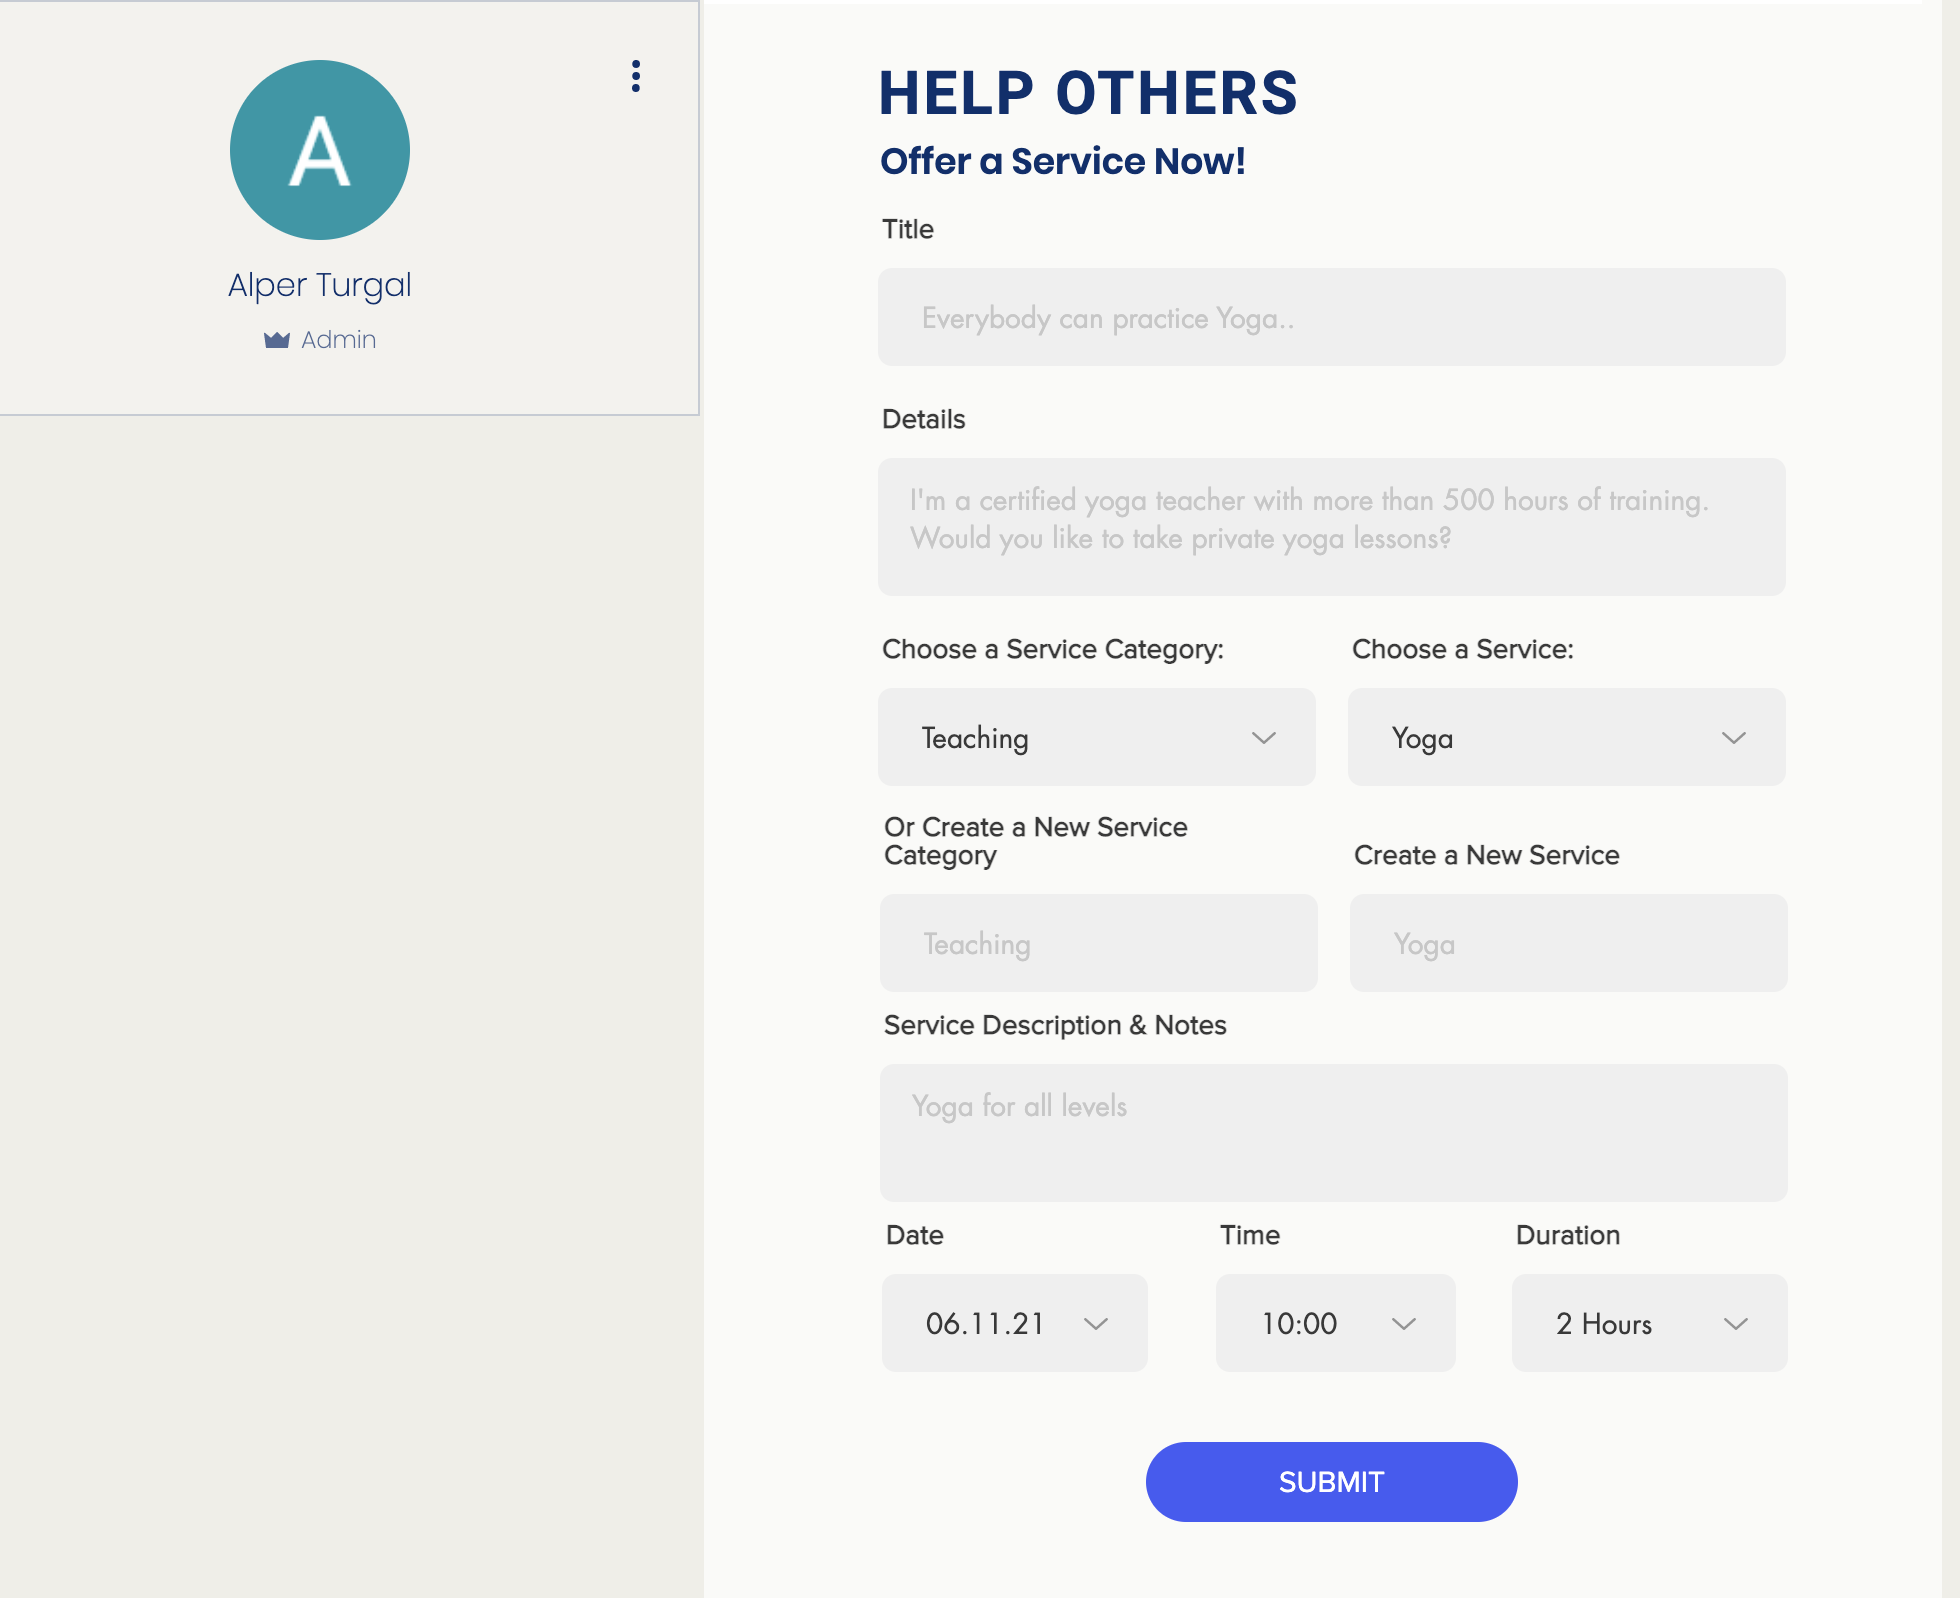 A
Alper Turgal
Admin
HELP OTHERS
Offer a Service Now!
Title
Everybody can practice Yoga..
Details
I'm a certified yoga teacher with more than 500 hours of training.
Would you like to take private yoga lessons?
Choose a Service Category:
Choose a Service:
Teaching
Yoga
Or Create a New Service
Category
Create a New Service
Teaching
Yoga
Service Description & Notes
Yoga for all levels
Date
Time
Duration
06.11.21
10:00
2 Hours
SUBMIT